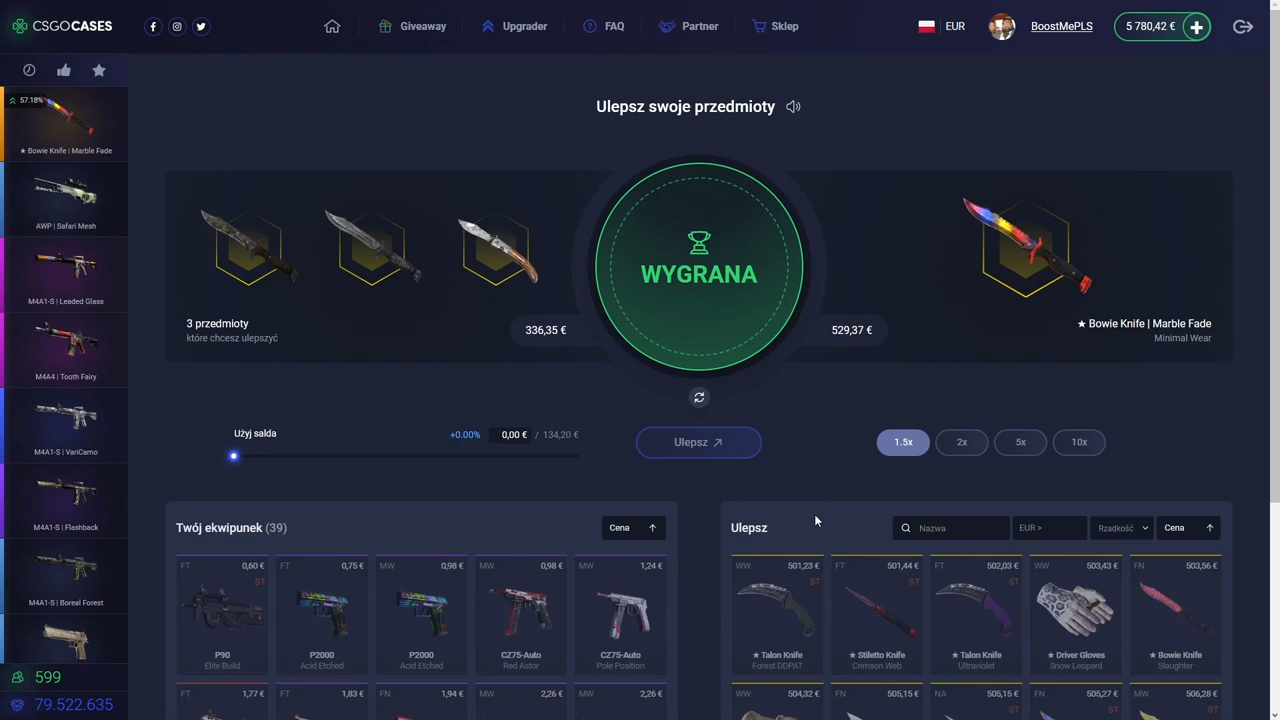 CSGOCASES
Giveaway
Upgrader
FAQ
Partner
Sklep
EUR
BoostMePLS
5 780,42 €
57.18%
★ Bowie Knife | Marble Fade
AWP | Safari Mesh
M4A1-S | Leaded Glass
M4A4 | Tooth Fairy
M4A1-S | VariCamo
M4A1-S | Flashback
M4A1-S | Boreal Forest
599
79.522.635
Ulepsz swoje przedmioty
3 przedmioty
które chcesz ulepszyć
336,35 €
WYGRANA
529,37 €
★ Bowie Knife | Marble Fade
Minimal Wear
Użyj salda
+0.00%
0,00 €
/ 134,20 €
Ulepsz
1.5x
2x
5x
10x
Twój ekwipunek (39)
Cena
FT 0,60 €
ST
P90
Elite Build
FT 0,75 €
P2000
Acid Etched
MW 0,98 €
P2000
Acid Etched
MW 0,98 €
CZ75-Auto
Red Astor
MW 1,24 €
CZ75-Auto
Pole Position
FT 1,77 €
FT 1,83 €
FN 1,94 €
MW 2,26 €
MW 2,26 €
Ulepsz
Nazwa
EUR >
Rzadkość
Cena
WW 501,23 €
ST
★ Talon Knife
Forest DDPAT
FT 501,44 €
ST
★ Stiletto Knife
Crimson Web
FT 502,03 €
ST
★ Talon Knife
Ultraviolet
WW 503,43 €
★ Driver Gloves
Snow Leopard
FN 503,56 €
★ Bowie Knife
Slaughter
WW 504,32 €
FN 505,15 €
ST
NA 505,15 €
ST
FN 505,27 €
MW 506,28 €
ST